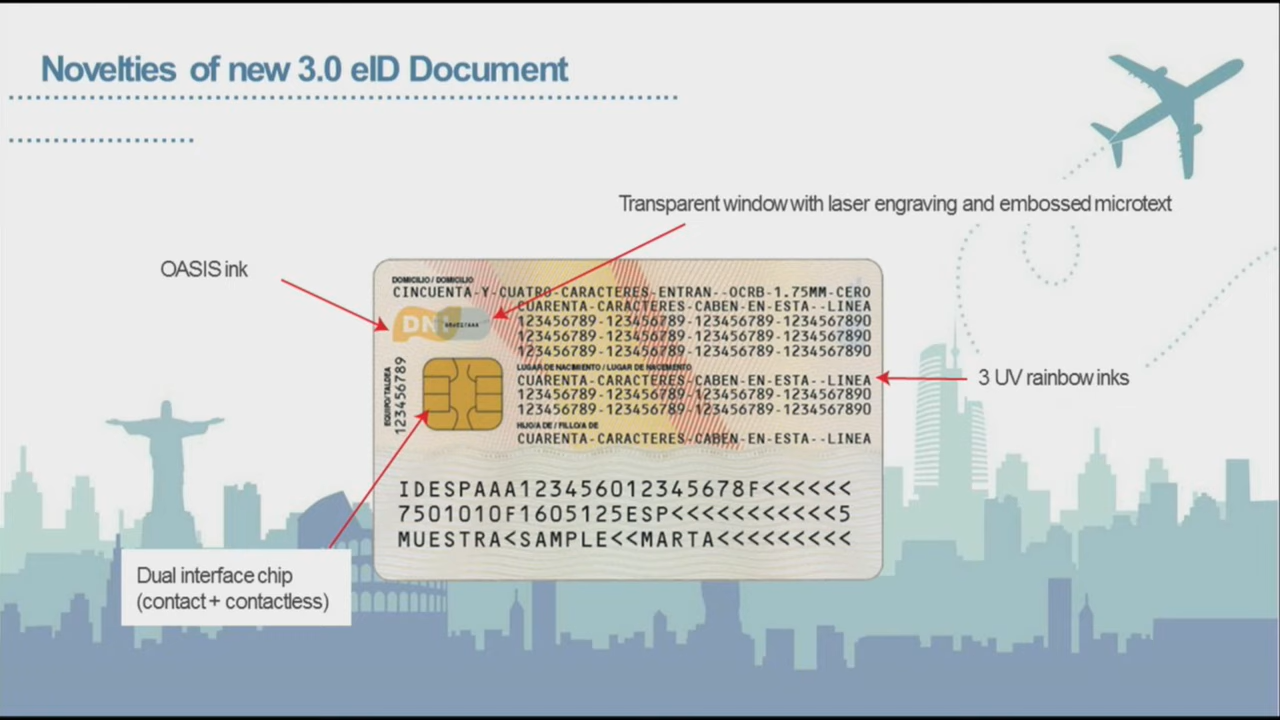 Novelties of new 3.0 eID Document
Transparent window with laser engraving and embossed microtext
OASIS ink
DOMICILIO / DOMICILIO
CINCUENTA-Y-CUATRO-CARACTERES-ENTRAN--OCRB-1.75MM-CERO
CUARENTA-CARACTERES-CABEN-EN-ESTA--LINEA
123456789-123456789-123456789-1234567890
123456789-123456789-123456789-1234567890
123456789-123456789-123456789-1234567890
LUGAR DE NACIMIENTO / LUGAR DE NACEMENTO
CUARENTA-CARACTERES-CABEN-EN-ESTA--LINEA
123456789-123456789-123456789-1234567890
123456789-123456789-123456789-1234567890
HIJO/A DE / FILLO/A DE
CUARENTA-CARACTERES-CABEN-EN-ESTA--LINEA
EQUIPO/TALDEA
123456789
3 UV rainbow inks
IDESPAAA123456012345678F<<<<<<
7501010F1605125ESP<<<<<<<<<<<5
MUESTRA<SAMPLE<<MARTA<<<<<<<<<
Dual interface chip
(contact + contactless)